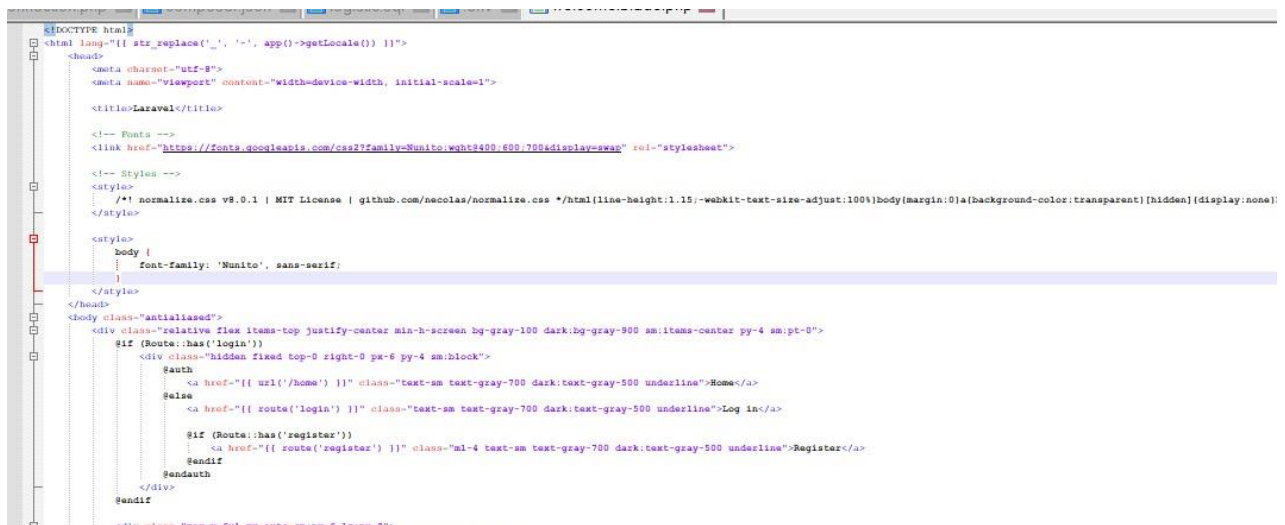 composer.json
<!DOCTYPE html>
<html lang="{{ str_replace('_', '-', app()->getLocale()) }}">
<head>
<meta charset="utf-8">
<meta name="viewport" content="width=device-width, initial-scale=1">
<title>Laravel</title>
<!-- Fonts -->
<link href="https://fonts.googleapis.com/css2?family=Nunito:wght@400;600;700&display=swap" rel="stylesheet">
<!-- Styles -->
<style>
/*! normalize.css v8.0.1 | MIT License | github.com/necolas/normalize.css */html{line-height:1.15;-webkit-text-size-adjust:100%}body{margin:0}a{background-color:transparent}[hidden]{display:none}
</style>
<style>
body {
font-family: 'Nunito', sans-serif;
}
</style>
</head>
<body class="antialiased">
<div class="relative flex items-top justify-center min-h-screen bg-gray-100 dark:bg-gray-900 sm:items-center py-4 sm:pt-0">
@if (Route::has('login'))
<div class="hidden fixed top-0 right-0 px-6 py-4 sm:block">
@auth
<a href="{{ url('/home') }}" class="text-sm text-gray-700 dark:text-gray-500 underline">Home</a>
@else
<a href="{{ route('login') }}" class="text-sm text-gray-700 dark:text-gray-500 underline">Log in</a>
@if (Route::has('register'))
<a href="{{ route('register') }}" class="ml-4 text-sm text-gray-700 dark:text-gray-500 underline">Register</a>
@endif
@endauth
</div>
@endif